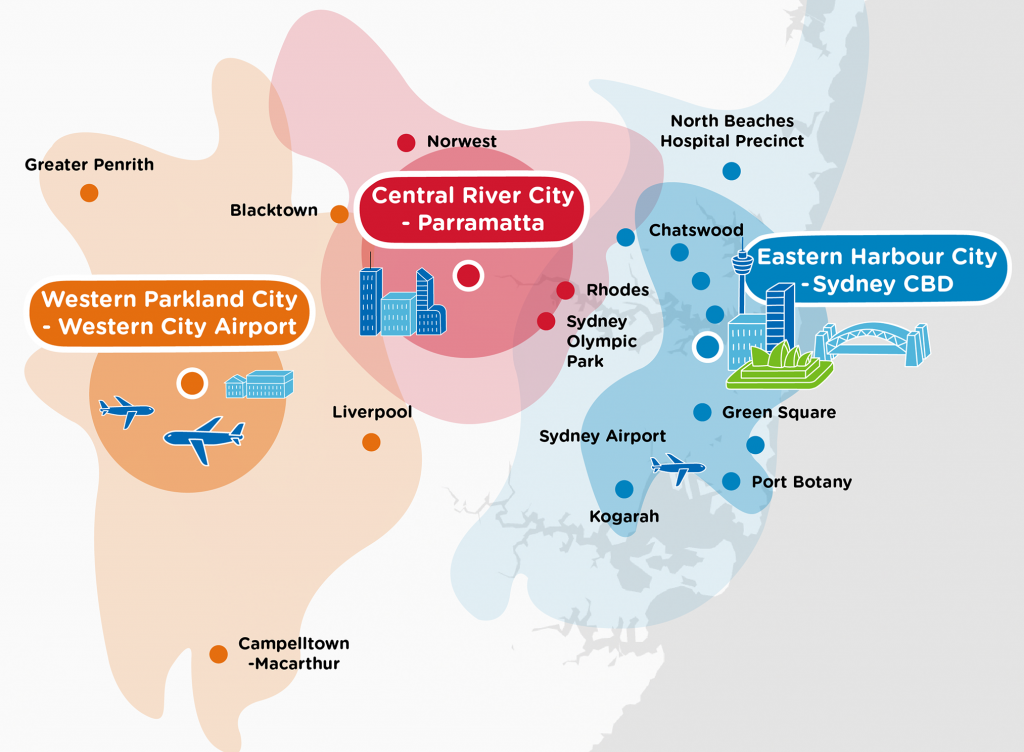 North Beaches
Hospital Precinct
Norwest
Greater Penrith
Central River City
- Parramatta
Blacktown
Chatswood
Eastern Harbour City
- Sydney CBD
Western Parkland City
- Western City Airport
Rhodes
Sydney
Olympic
Park
Liverpool
Green Square
Sydney Airport
Port Botany
Kogarah
Campelltown
-Macarthur